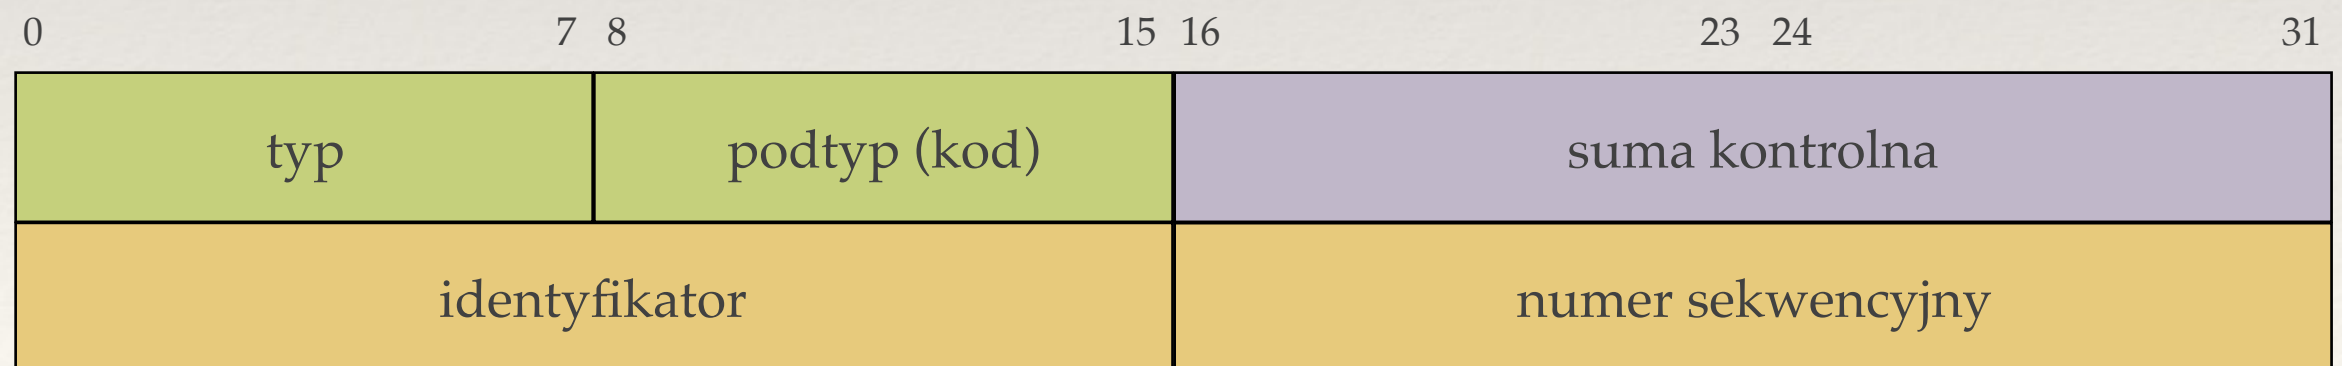 0 7 8 15 16 23 24 31
typ podtyp (kod) suma kontrolna
identyfikator numer sekwencyjny